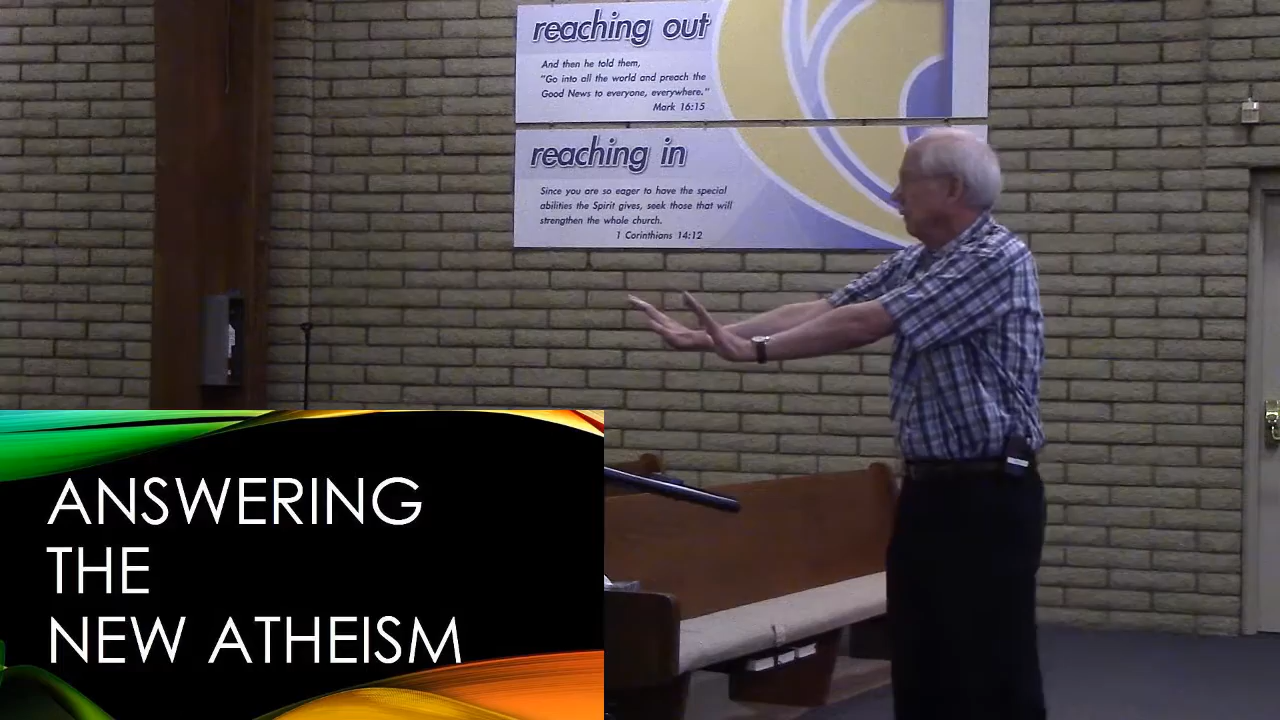 reaching out
And then he told them,
"Go into all the world and preach the
Good News to everyone, everywhere."
Mark 16:15
reaching in
Since you are so eager to have the special
abilities the Spirit gives, seek those that will
strengthen the whole church.
1 Corinthians 14:12
ANSWERING
THE
NEW ATHEISM